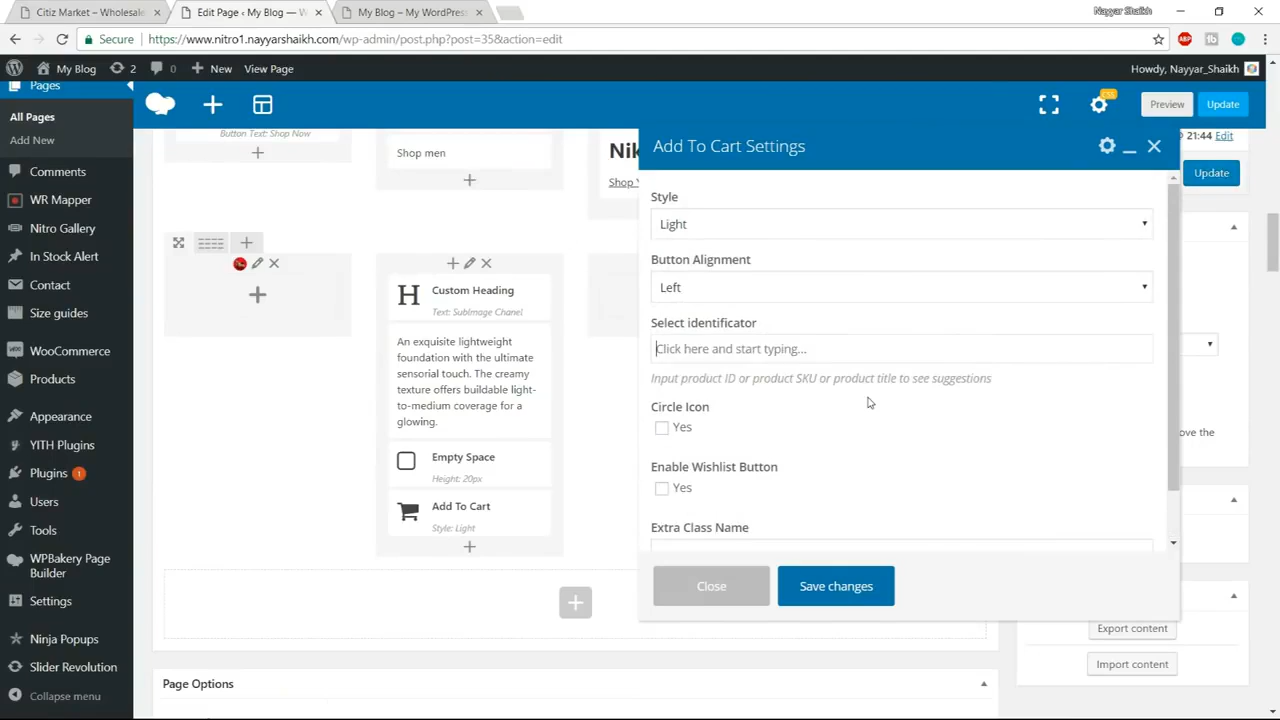 Citiz Market – Wholesale
Edit Page ‹ My Blog —
My Blog – My WordPress
Nayyar Shaikh
Secure
https://www.nitro1.nayyarshaikh.com/wp-admin/post.php?post=35&action=edit
My Blog
2
0
New
View Page
Howdy, Nayyar_Shaikh
Pages
All Pages
Add New
Comments
WR Mapper
Nitro Gallery
In Stock Alert
Contact
Size guides
WooCommerce
Products
Appearance
YITH Plugins
Plugins 1
Users
Tools
WPBakery Page
Builder
Settings
Ninja Popups
Slider Revolution
Collapse menu
CSS
Preview
Update
Button Text: Shop Now
Shop men
Nik
Shop
Custom Heading
Text: SubImage Chanel
An exquisite lightweight
foundation with the ultimate
sensorial touch. The creamy
texture offers buildable light-
to-medium coverage for a
glowing.
Empty Space
Height: 20px
Add To Cart
Style: Light
Page Options
Add To Cart Settings
Style
Light
Button Alignment
Left
Select identificator
Click here and start typing...
Input product ID or product SKU or product title to see suggestions
Circle Icon
Yes
Enable Wishlist Button
Yes
Extra Class Name
Close
Save changes
21:44 Edit
Update
ove the
Export content
Import content